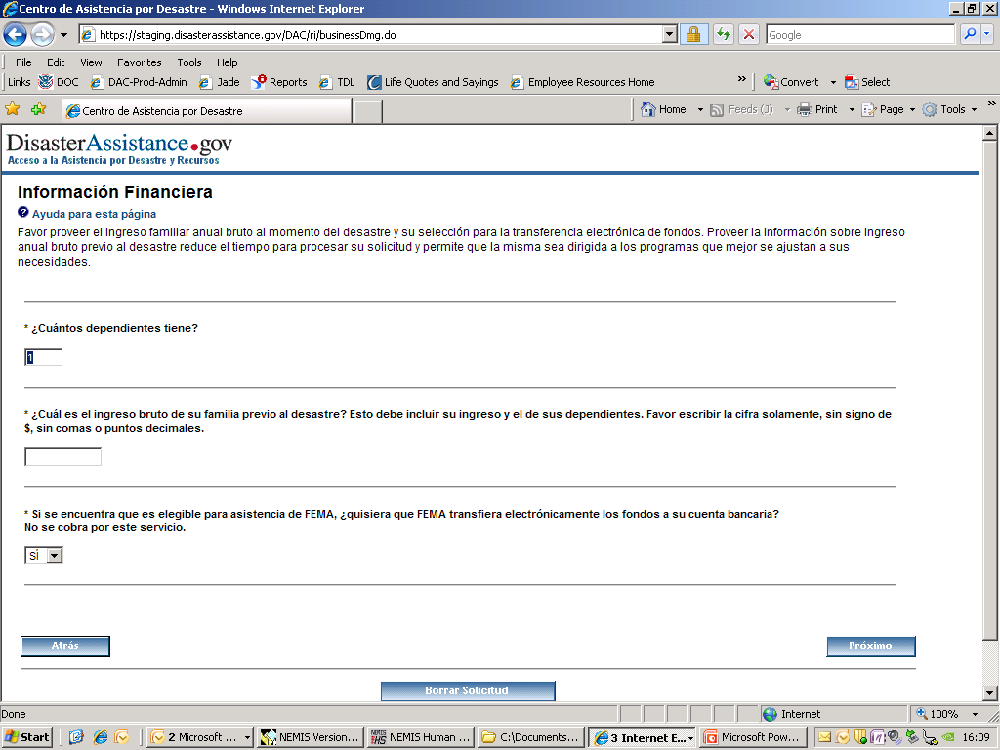 Centro de Asistencia por Desastre - Windows Internet Explorer
https://staging.disasterassistance.gov/DAC/ri/businessDmg.do
Google
File Edit View Favorites Tools Help
Links DOC DAC-Prod-Admin Jade Reports TDL Life Quotes and Sayings Employee Resources Home » Convert Select
Centro de Asistencia por Desastre Home Feeds (J) Print Page Tools »
DisasterAssistance.gov
Acceso a la Asistencia por Desastre y Recursos
Información Financiera
? Ayuda para esta página
Favor proveer el ingreso familiar anual bruto al momento del desastre y su selección para la transferencia electrónica de fondos. Proveer la información sobre ingreso
anual bruto previo al desastre reduce el tiempo para procesar su solicitud y permite que la misma sea dirigida a los programas que mejor se ajustan a sus
necesidades.
* ¿Cuántos dependientes tiene?
1
* ¿Cuál es el ingreso bruto de su familia previo al desastre? Esto debe incluir su ingreso y el de sus dependientes. Favor escribir la cifra solamente, sin signo de
$, sin comas o puntos decimales.
* Si se encuentra que es elegible para asistencia de FEMA, ¿quisiera que FEMA transfiera electrónicamente los fondos a su cuenta bancaria?
No se cobra por este servicio.
SÍ
Atrás Próximo
Borrar Solicitud
Done Internet 100%
Start 2 Microsoft ... NEMIS Version... NEMIS Human ... C:\Documents... 3 Internet E... Microsoft Pow... 16:09